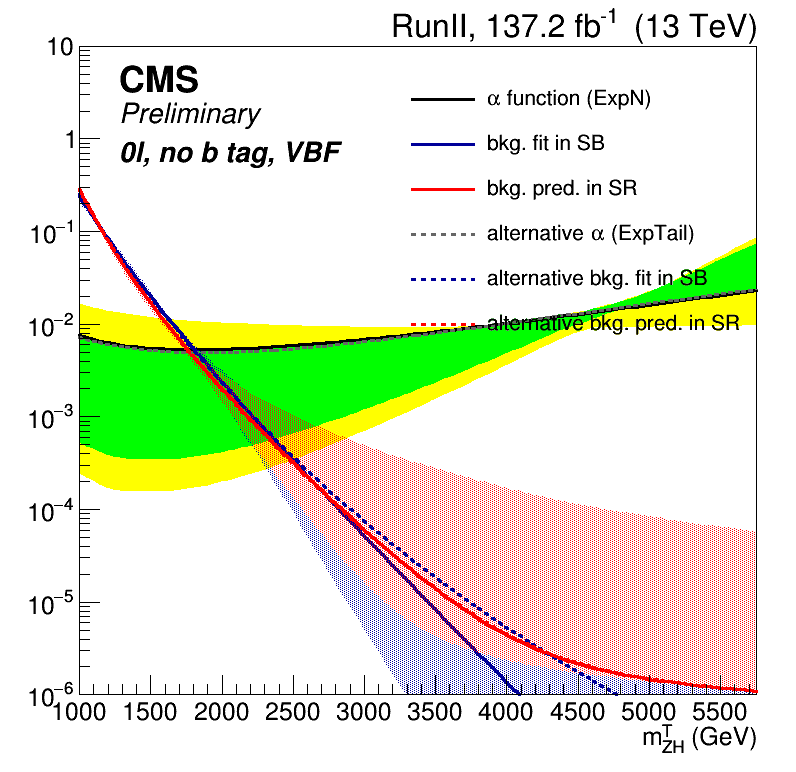 RunII, 137.2 fb⁻¹ (13 TeV)
CMS
Preliminary
0l, no b tag, VBF
α function (ExpN)
bkg. fit in SB
bkg. pred. in SR
alternative α (ExpTail)
alternative bkg. fit in SB
alternative bkg. pred. in SR
10
1
10⁻¹
10⁻²
10⁻³
10⁻⁴
10⁻⁵
10⁻⁶
1000 1500 2000 2500 3000 3500 4000 4500 5000 5500
m^T_ZH (GeV)